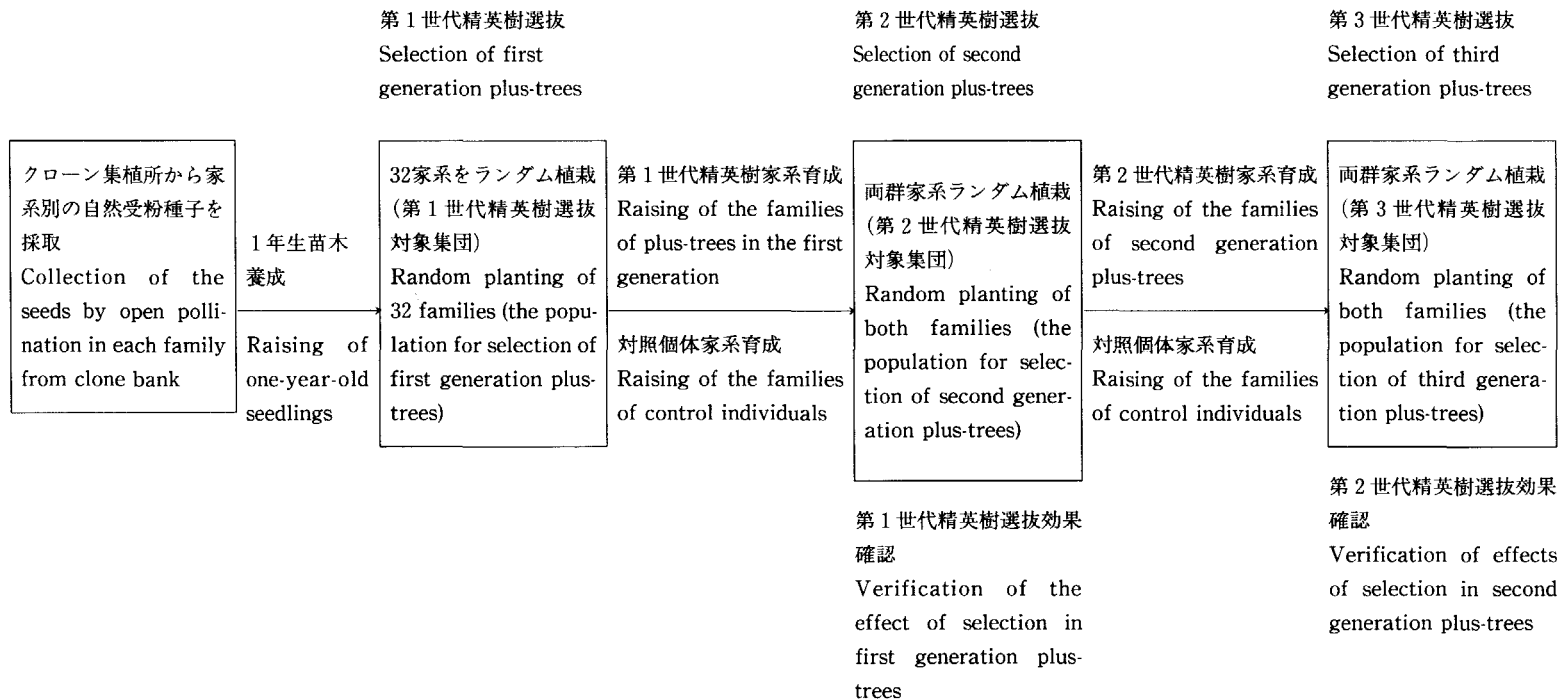 第1世代精英樹選抜
Selection of first
generation plus-trees
第2世代精英樹選抜
Selection of second
generation plus-trees
第3世代精英樹選抜
Selection of third
generation plus-trees
クローン集植所から家
系別の自然受粉種子を
採取
Collection of the
seeds by open polli-
nation in each family
from clone bank
1年生苗木
養成
Raising of
one-year-old
seedlings
32家系をランダム植栽
(第1世代精英樹選抜
対象集団)
Random planting of
32 families (the popu-
lation for selection of
first generation plus-
trees)
第1世代精英樹家系育成
Raising of the families
of plus-trees in the first
generation
対照個体家系育成
Raising of the families
of control individuals
両群家系ランダム植栽
(第2世代精英樹選抜
対象集団)
Random planting of
both families (the
population for selec-
tion of second gener-
ation plus-trees)
第2世代精英樹家系育成
Raising of the families
of second generation
plus-trees
対照個体家系育成
Raising of the families
of control individuals
両群家系ランダム植栽
(第3世代精英樹選抜
対象集団)
Random planting of
both families (the
population for selec-
tion of third genera-
tion plus-trees)
第1世代精英樹選抜効果
確認
Verification of the
effect of selection in
first generation plus-
trees
第2世代精英樹選抜効果
確認
Verification of effects
of selection in second
generation plus-trees